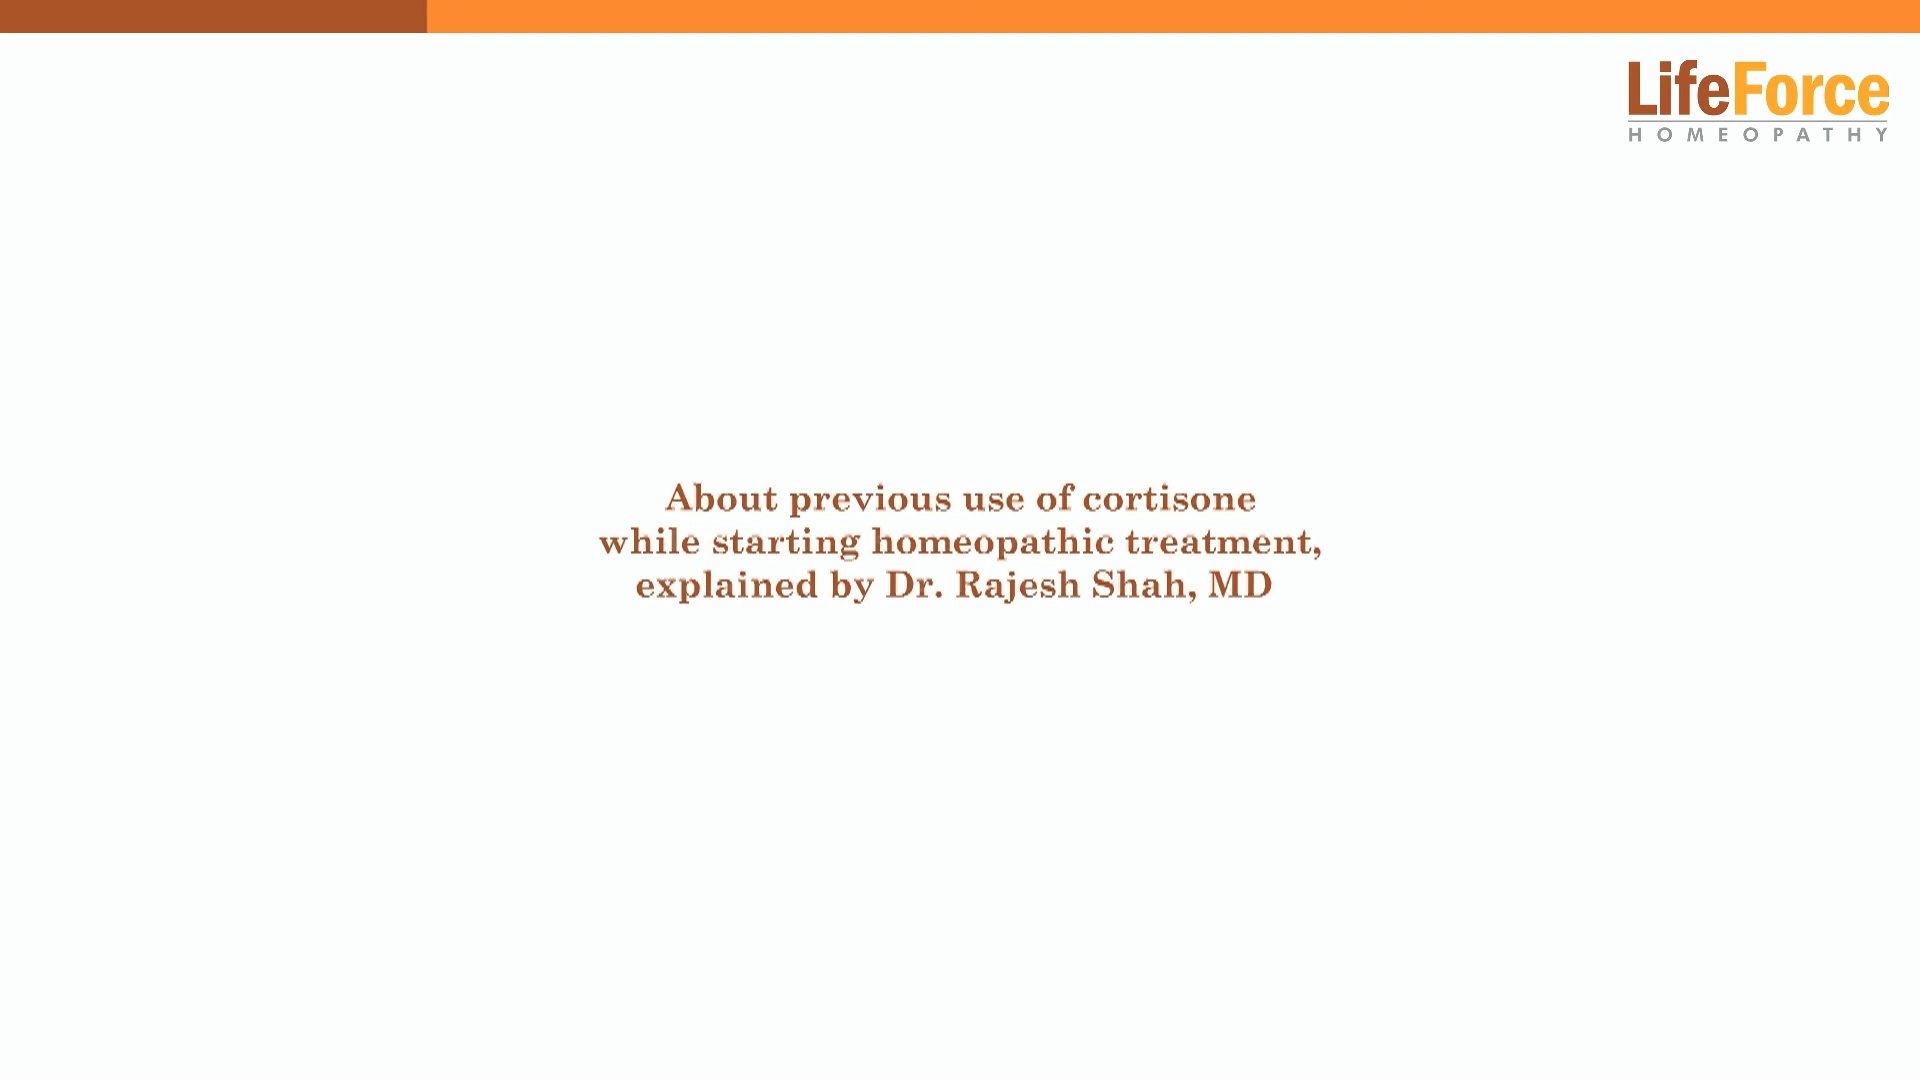 LifeForce
HOMEOPATHY
About previous use of cortisone
while starting homeopathic treatment,
explained by Dr. Rajesh Shah, MD